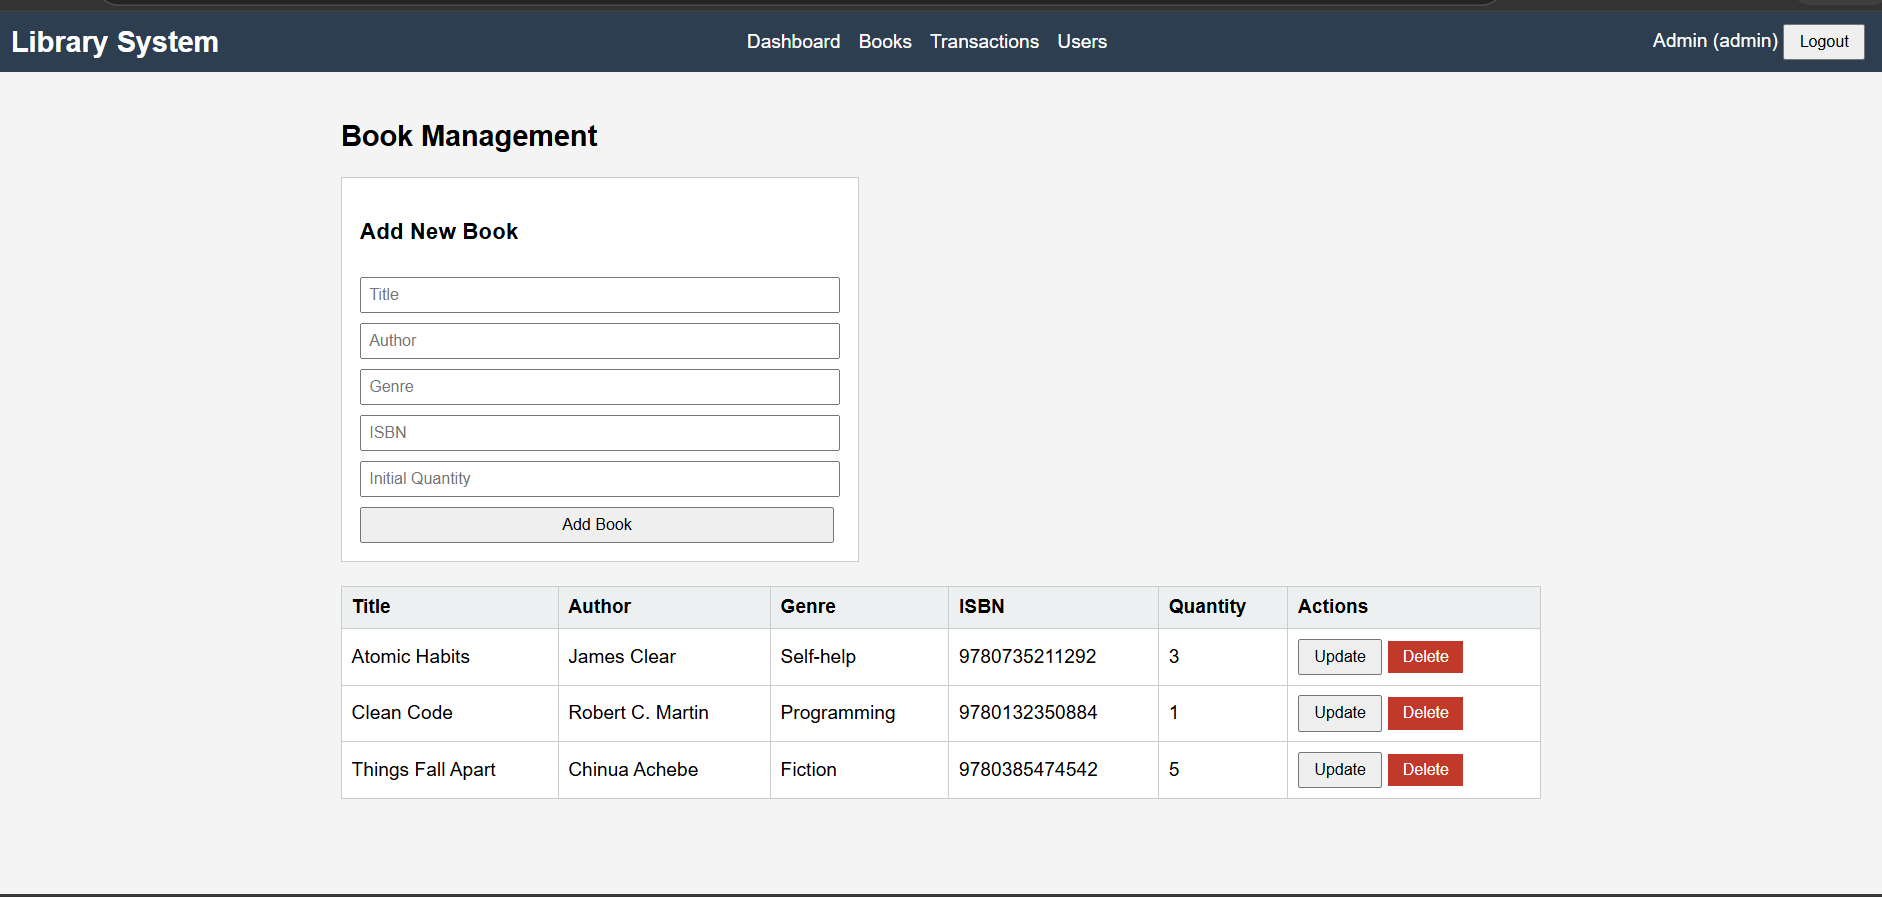 Library System Dashboard Books Transactions Users Admin (admin) Logout
Book Management
Add New Book
Title
Author
Genre
ISBN
Initial Quantity
Add Book
Title Author Genre ISBN Quantity Actions
Atomic Habits James Clear Self-help 9780735211292 3 Update Delete
Clean Code Robert C. Martin Programming 9780132350884 1 Update Delete
Things Fall Apart Chinua Achebe Fiction 9780385474542 5 Update Delete